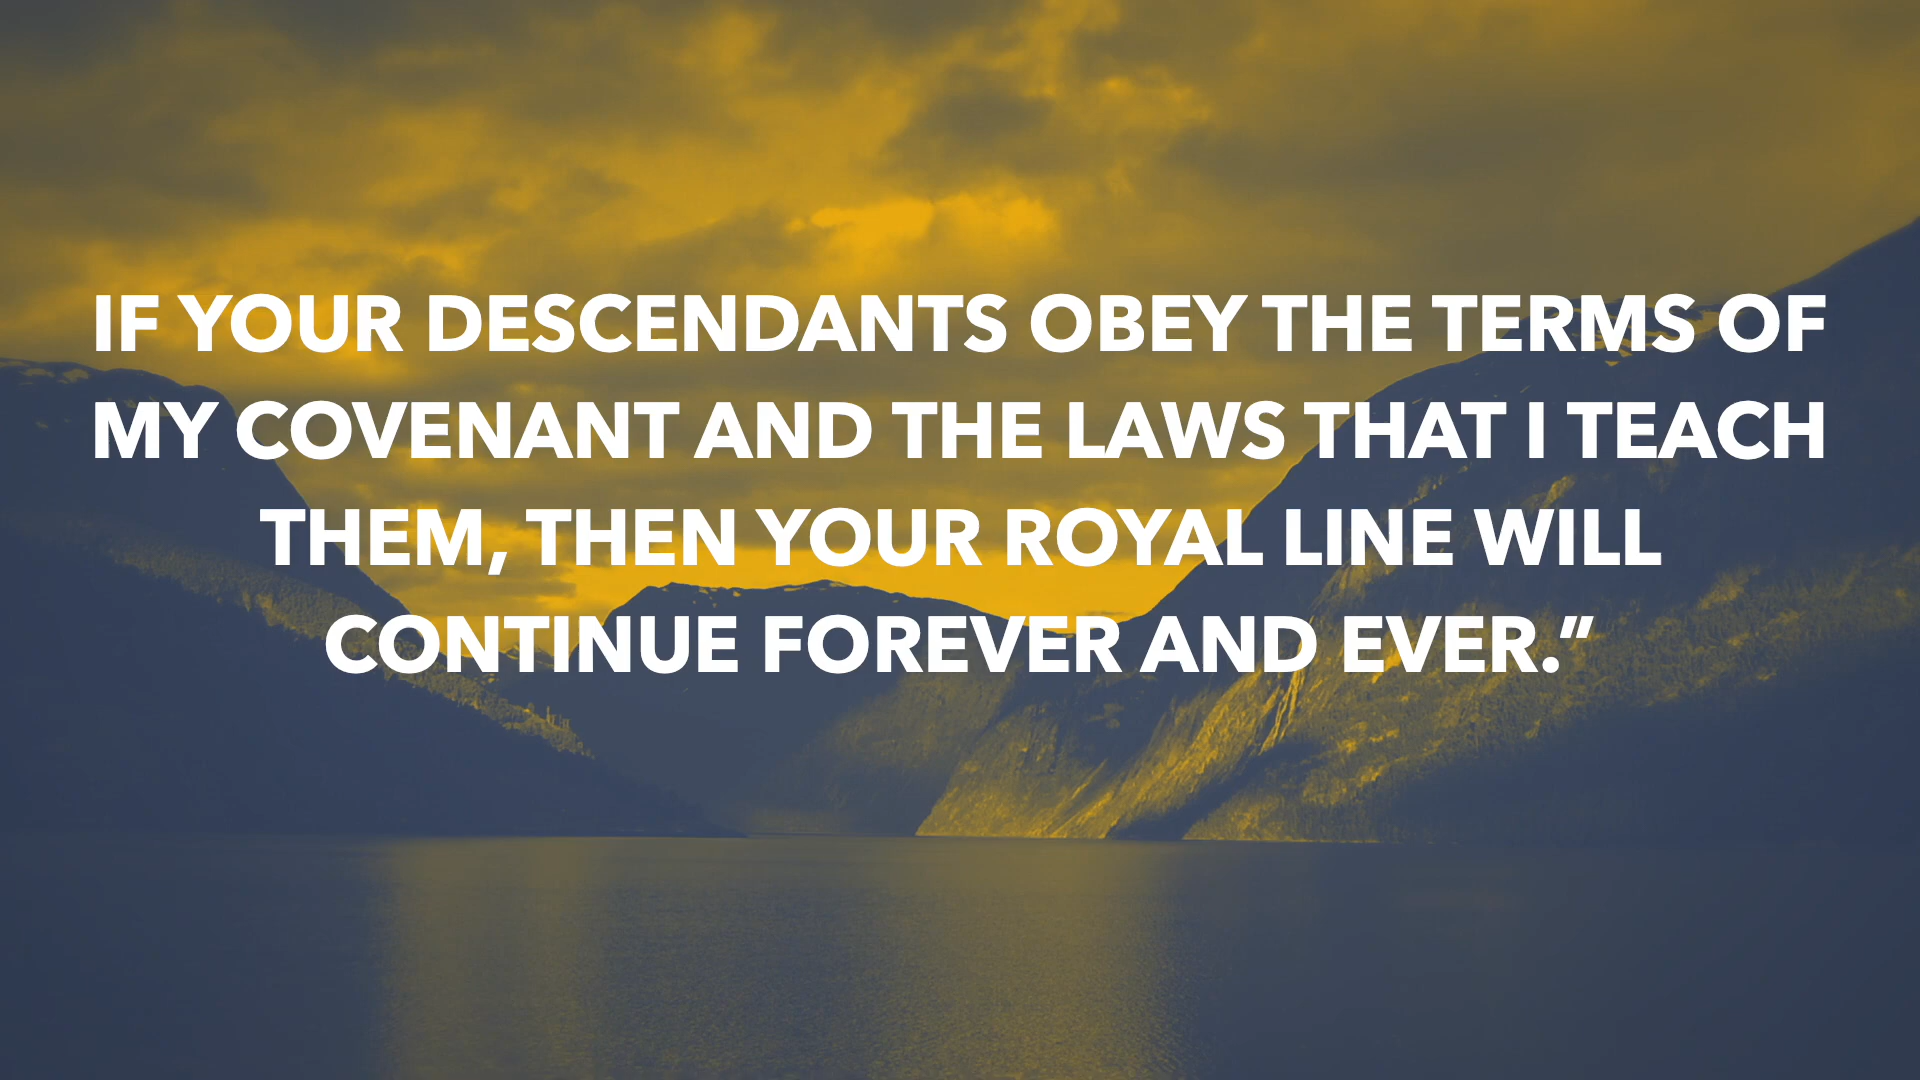 IF YOUR DESCENDANTS OBEY THE TERMS OF
MY COVENANT AND THE LAWS THAT I TEACH
THEM, THEN YOUR ROYAL LINE WILL
CONTINUE FOREVER AND EVER.”